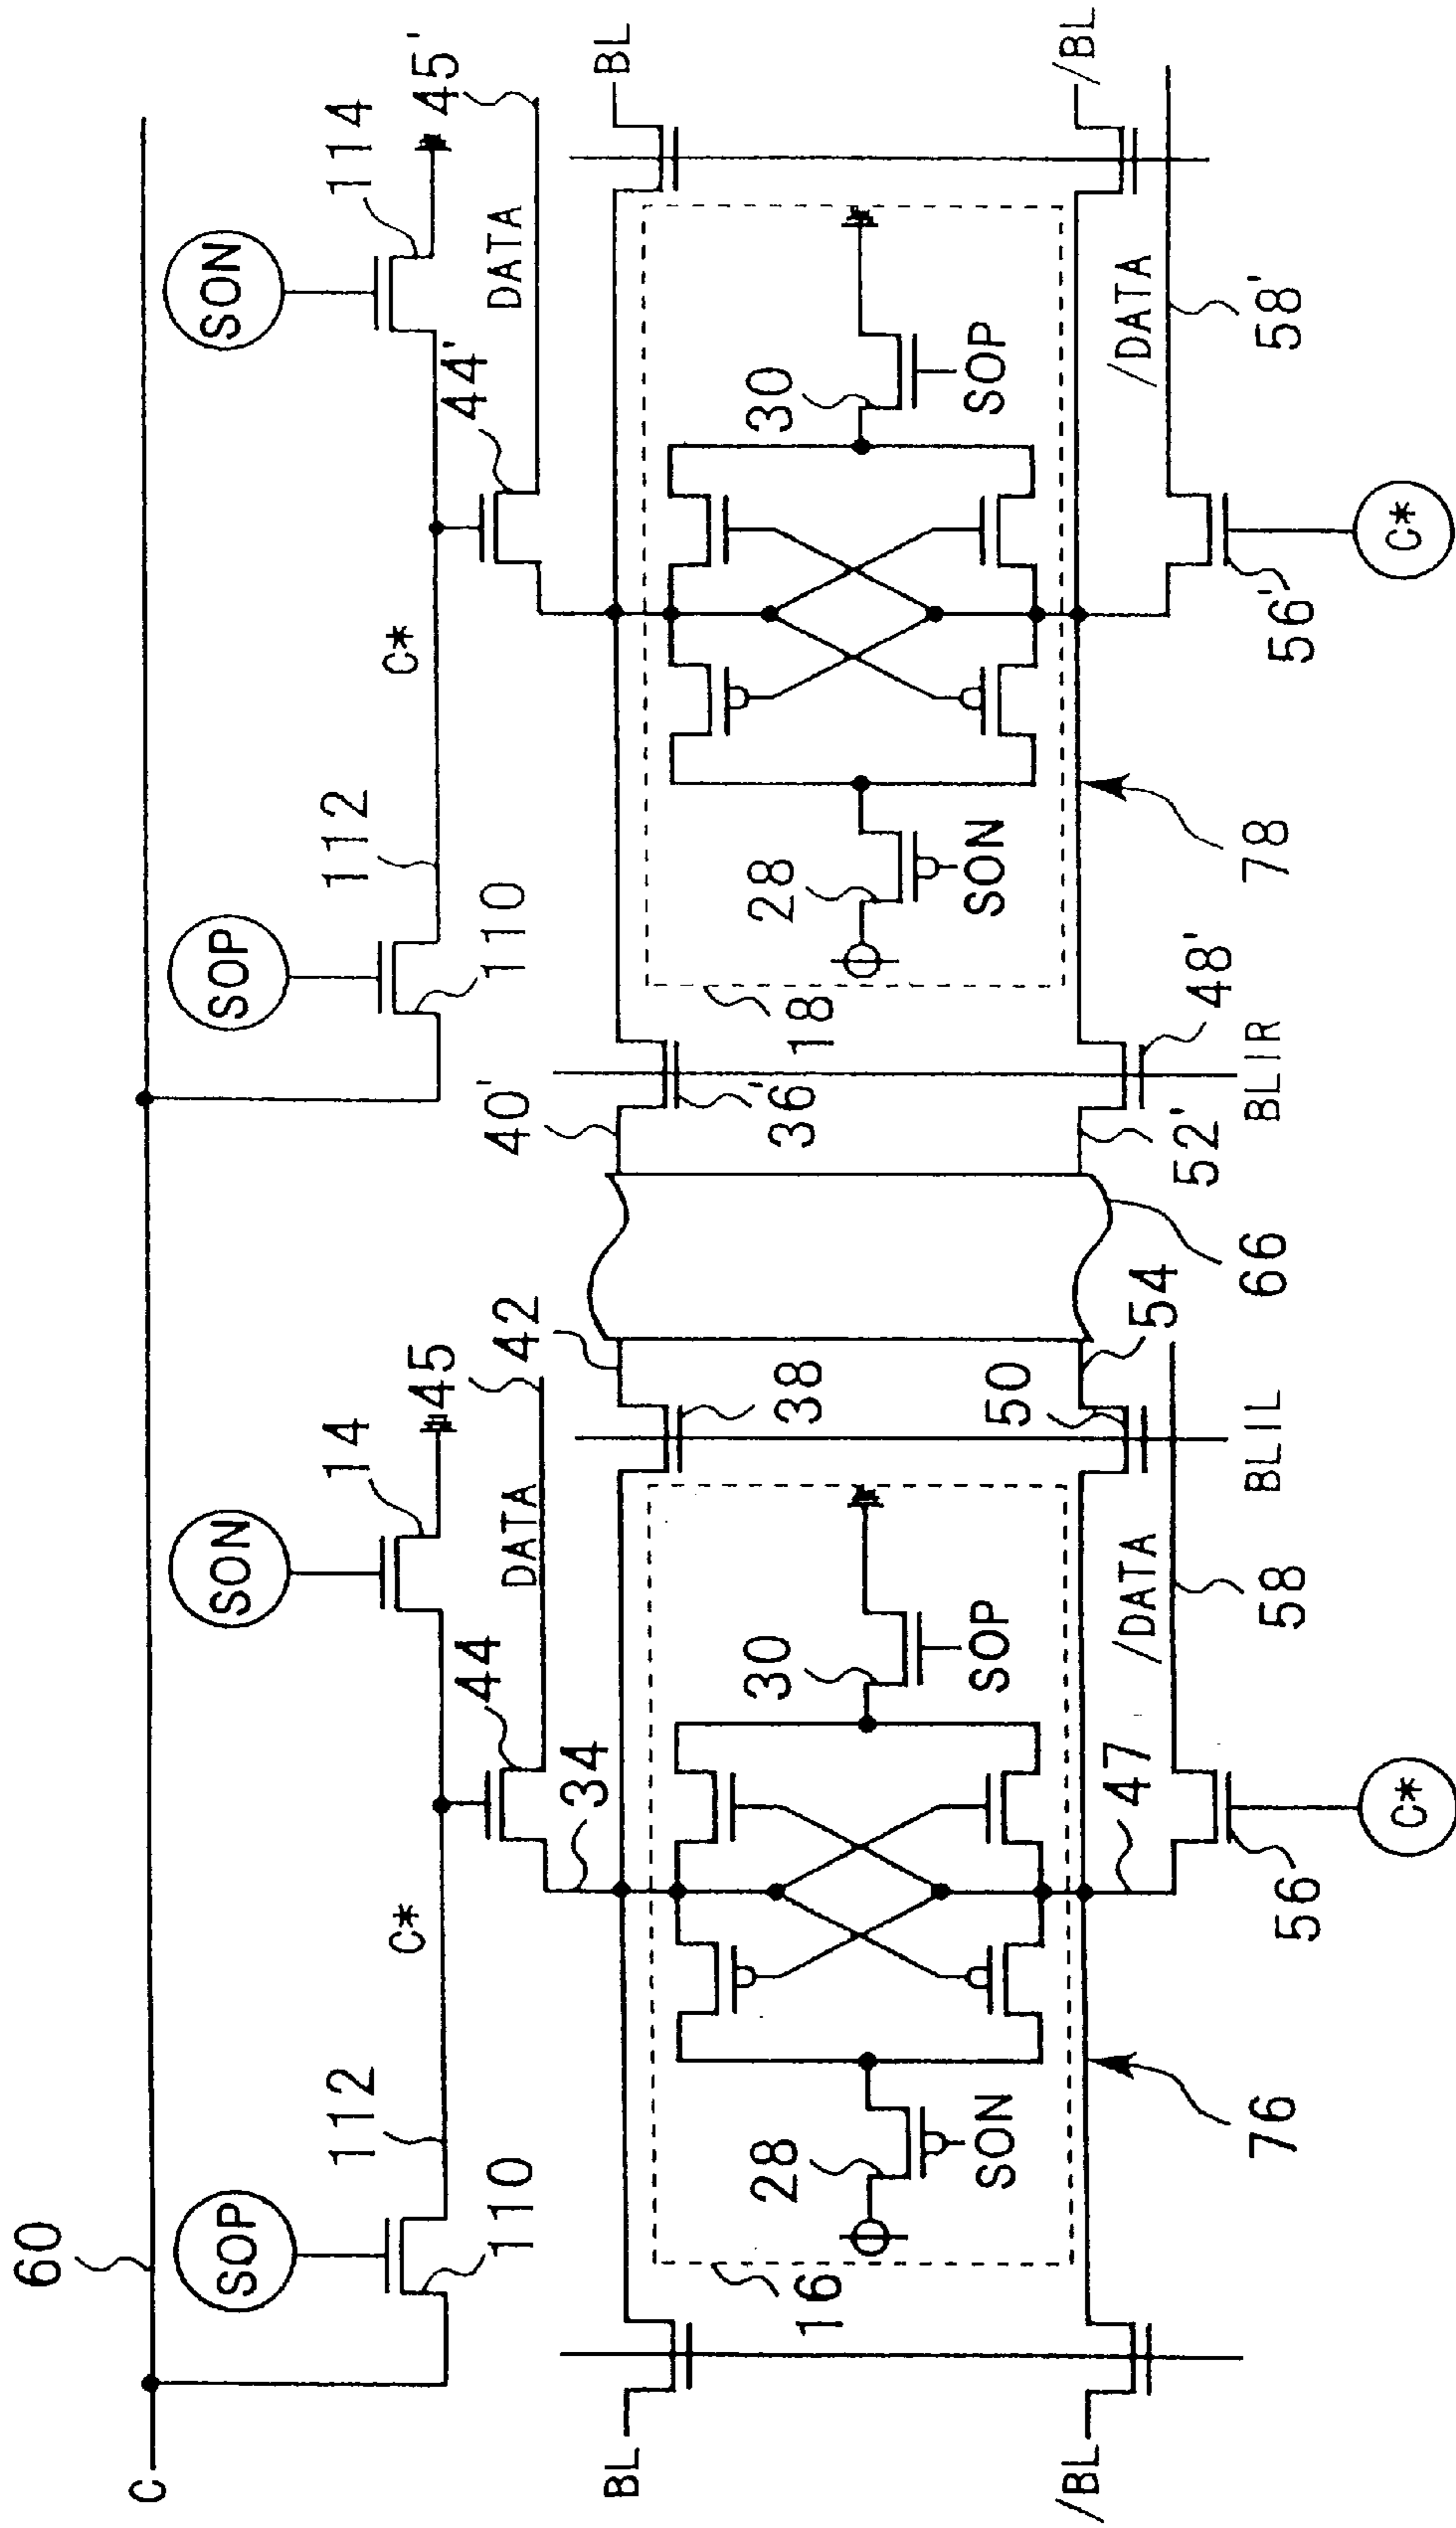 60
C
SOP
110
112
C*
SON
14
45
44
DATA
42
34
BL
/BL
16
28
SON
30
SOP
38
50
54
/DATA
47
56
C*
58
BLIL
76
66
SOP
110
112
C*
SON
114
45'
44'
DATA
40'
36'
18
28
SON
30
SOP
BL
/BL
52'
48'
BLIR
78
/DATA
56'
C*
58'